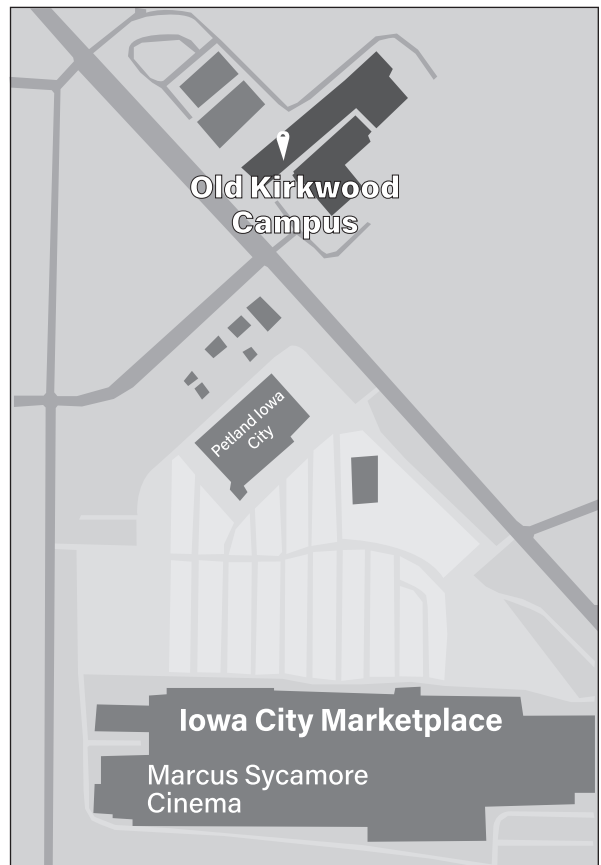 Old Kirkwood
Campus
Petland Iowa
City
Iowa City Marketplace
Marcus Sycamore
Cinema